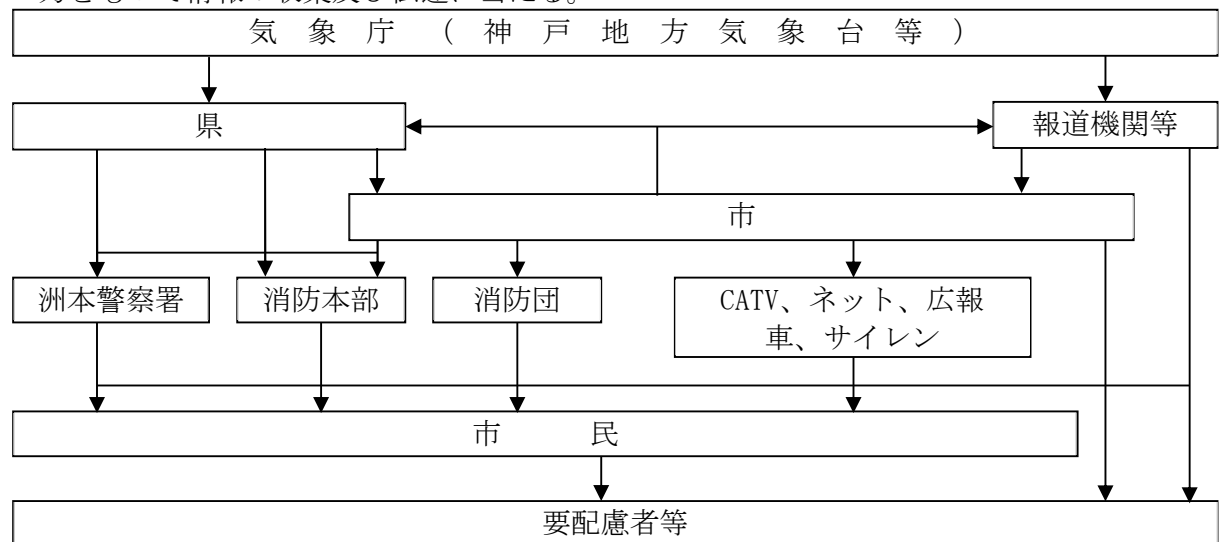 気象庁（神戸地方気象台等）
県
報道機関等
市
洲本警察署
消防本部
消防団
CATV、ネット、広報
車、サイレン
市民
要配慮者等